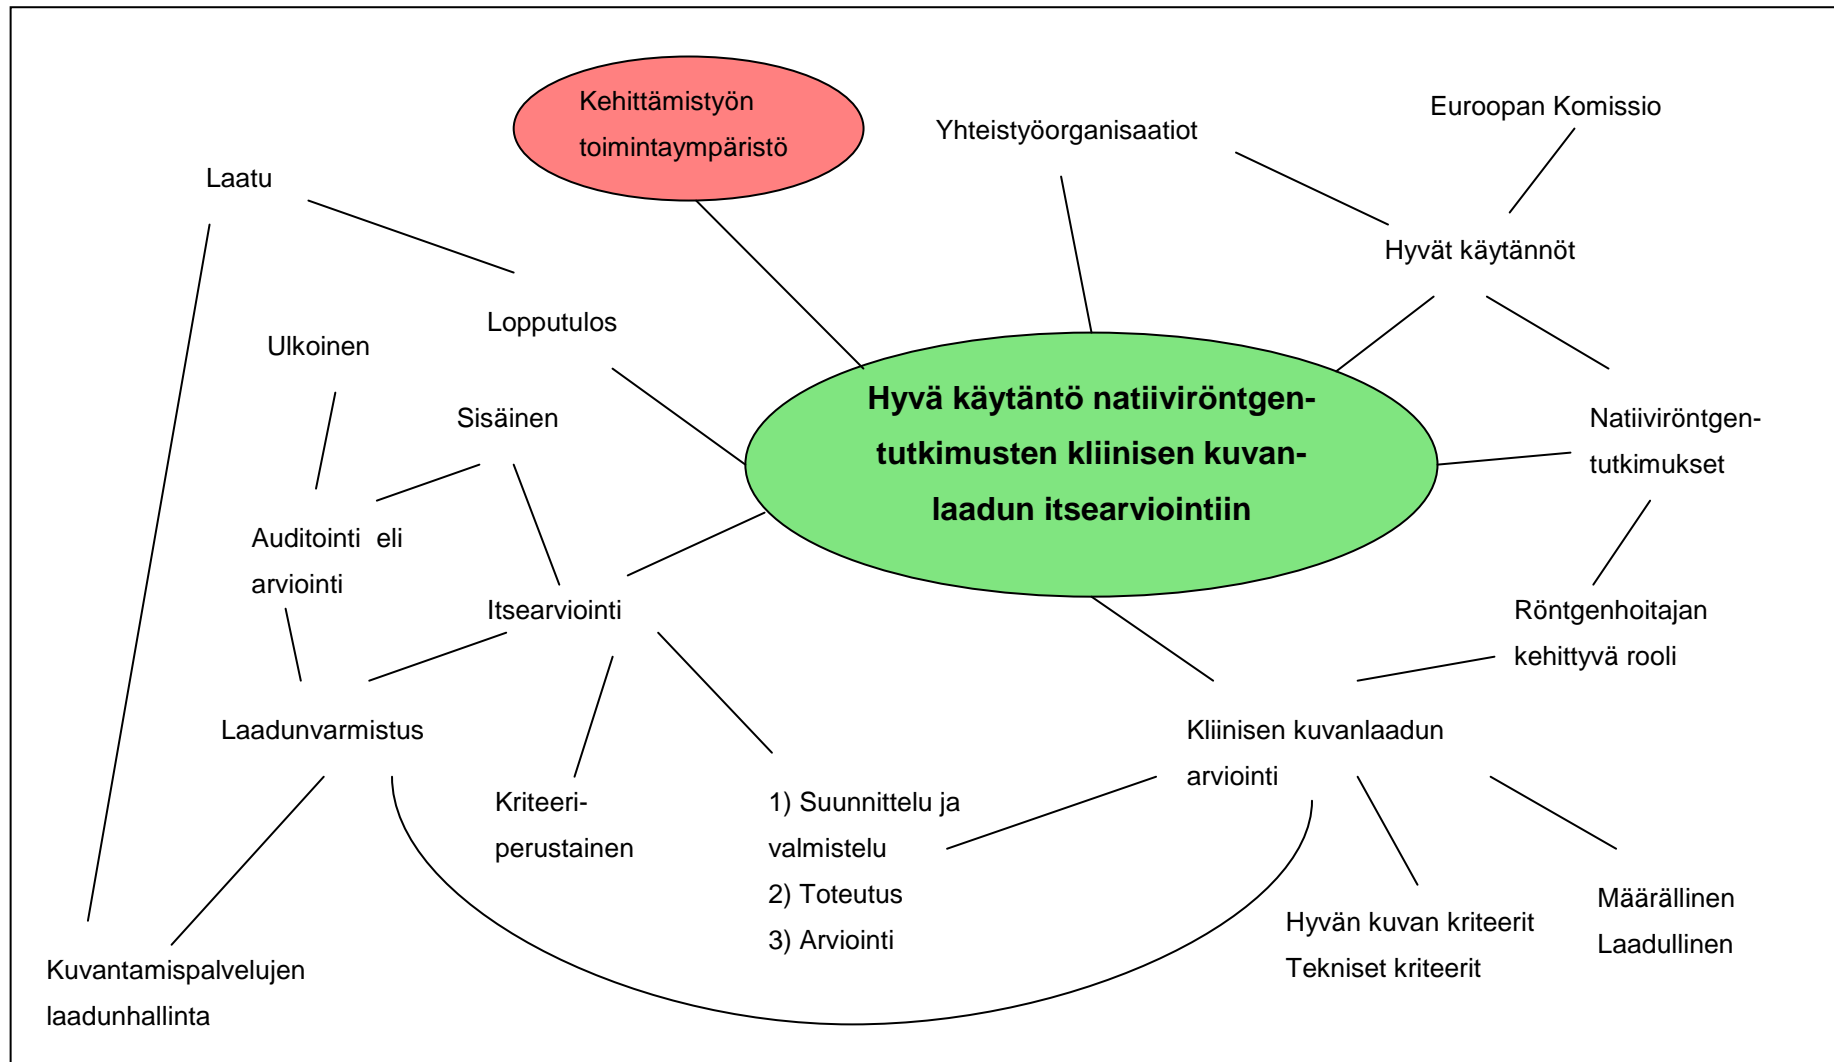 Kehittämistyön
toimintaympäristö
Yhteistyöorganisaatiot
Euroopan Komissio
Laatu
Hyvät käytännöt
Lopputulos
Ulkoinen
Sisäinen
Hyvä käytäntö natiiviröntgen-
tutkimusten kliinisen kuvan-
laadun itsearviointiin
Natiiviröntgen-
tutkimukset
Auditointi eli
arviointi
Itsearviointi
Röntgenhoitajan
kehittyvä rooli
Laadunvarmistus
Kliinisen kuvanlaadun
arviointi
Kriteeri-
perustainen
1) Suunnittelu ja
valmistelu
2) Toteutus
3) Arviointi
Hyvän kuvan kriteerit
Tekniset kriteerit
Määrällinen
Laadullinen
Kuvantamispalvelujen
laadunhallinta